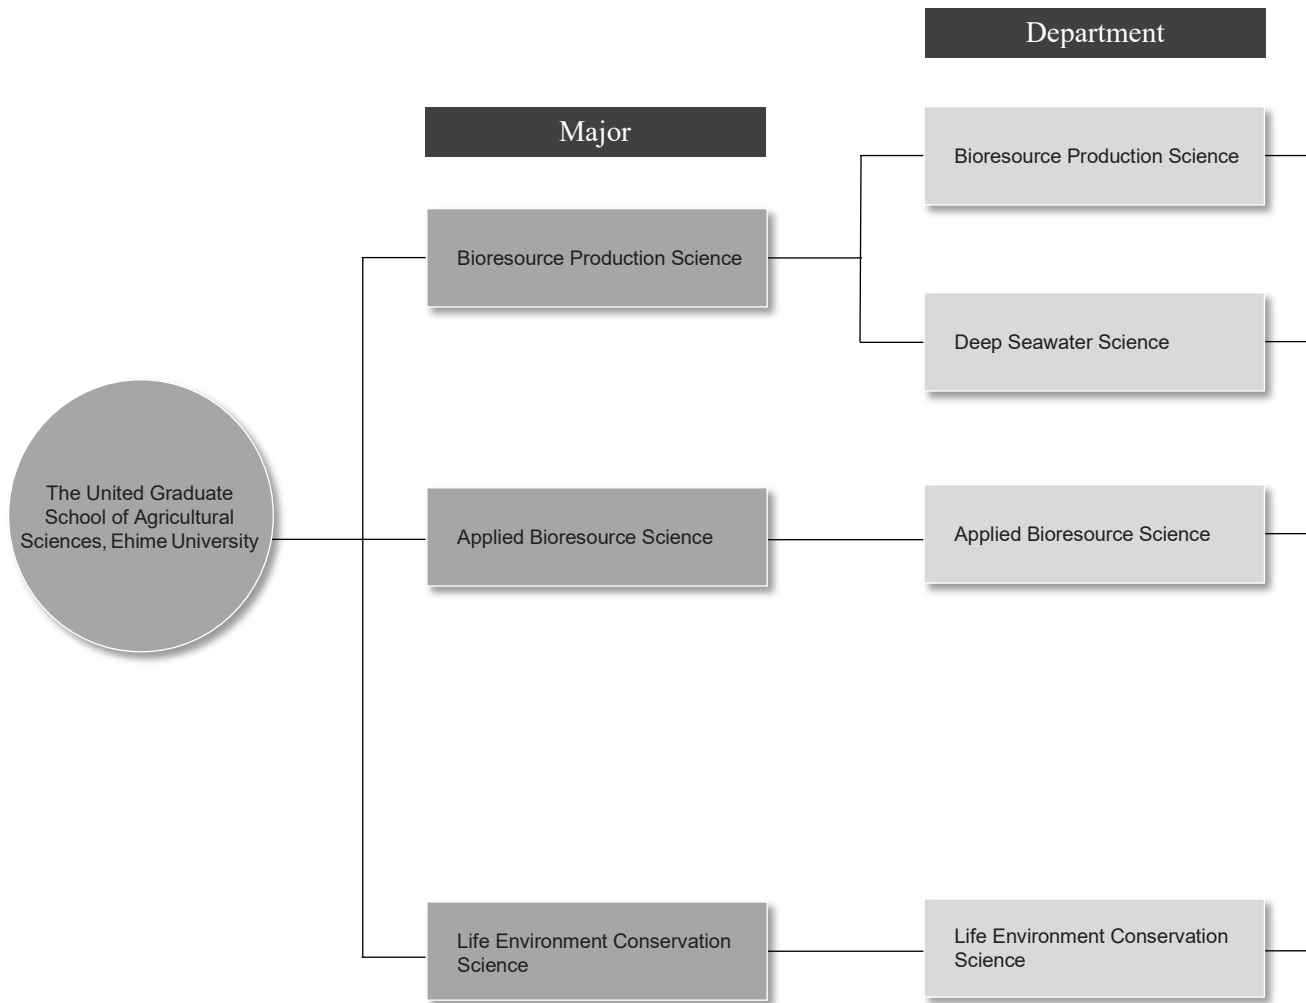 Department
Major
Bioresource Production Science
Bioresource Production Science
Deep Seawater Science
The United Graduate
School of Agricultural
Sciences, Ehime University
Applied Bioresource Science
Applied Bioresource Science
Life Environment Conservation
Science
Life Environment Conservation
Science